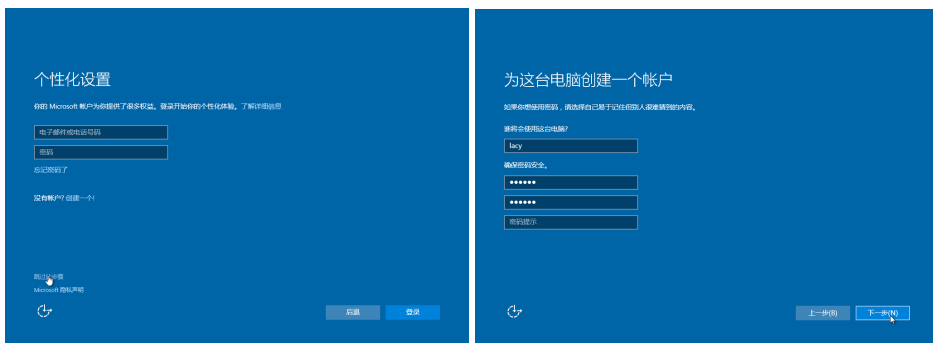 个性化设置
你的 Microsoft 帐户为你提供了很多权益。登录开始你的个性化体验。了解详细信息
电子邮件或电话号码
密码
忘记密码了
没有帐户? 创建一个!
跳过此步骤
Microsoft 隐私声明
后退
登录
为这台电脑创建一个帐户
如果你想使用密码，请选择自己易于记住但别人很难猜到的内容。
谁将会使用这台电脑?
lacy
确保密码安全。
••••••
••••••
密码提示
上一步(B)
下一步(N)